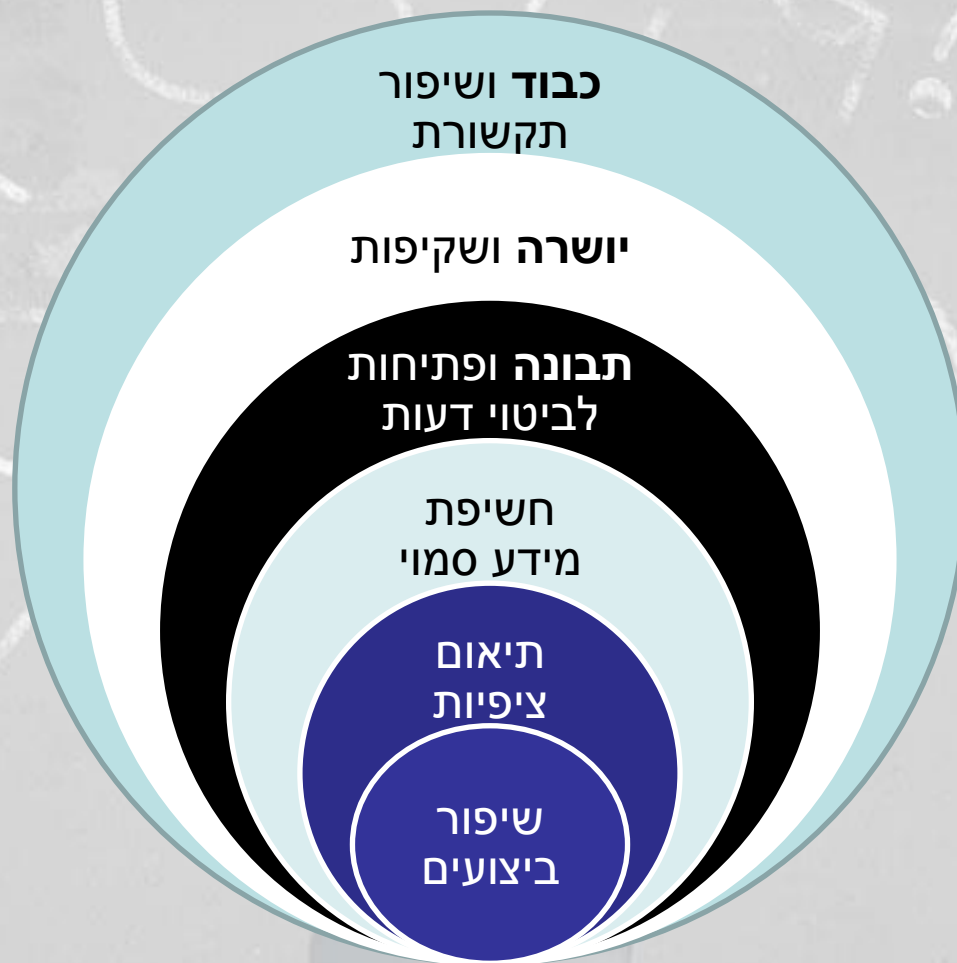 כבוד ושיפור
תקשורת
יושרה ושקיפות
תבונה ופתיחות
לביטוי דעות
חשיפת
מידע סמוי
תיאום
ציפיות
שיפור
ביצועים